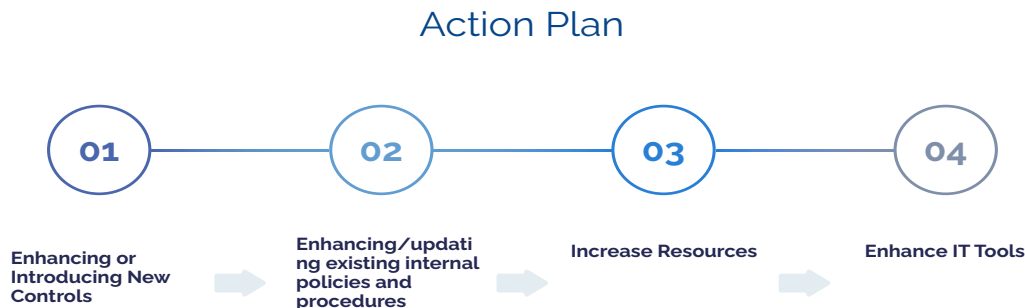 Action Plan
01
02
03
04
Enhancing or
Introducing New
Controls
Enhancing/updati
ng existing internal
policies and
procedures
Increase Resources
Enhance IT Tools